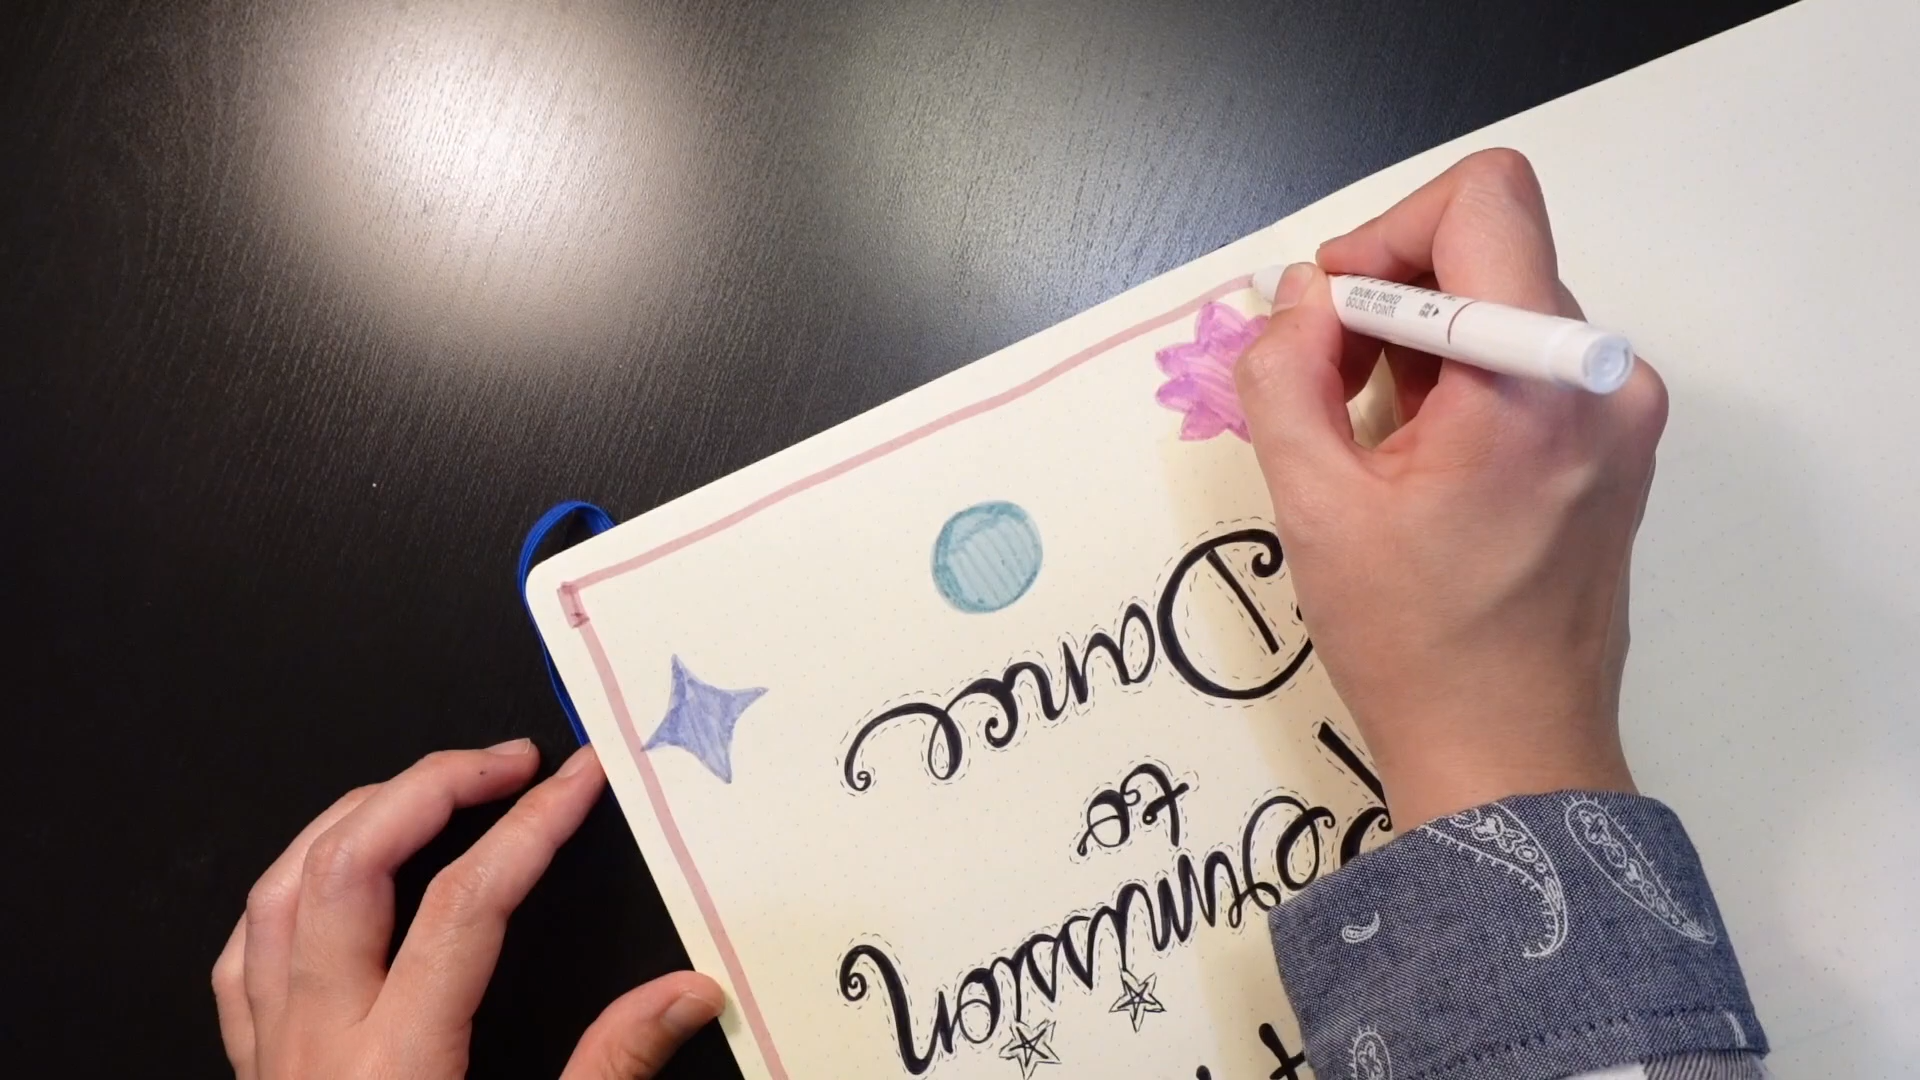 Permission
to
Dance
DOUBLE ENDED
DOUBLE POINTE